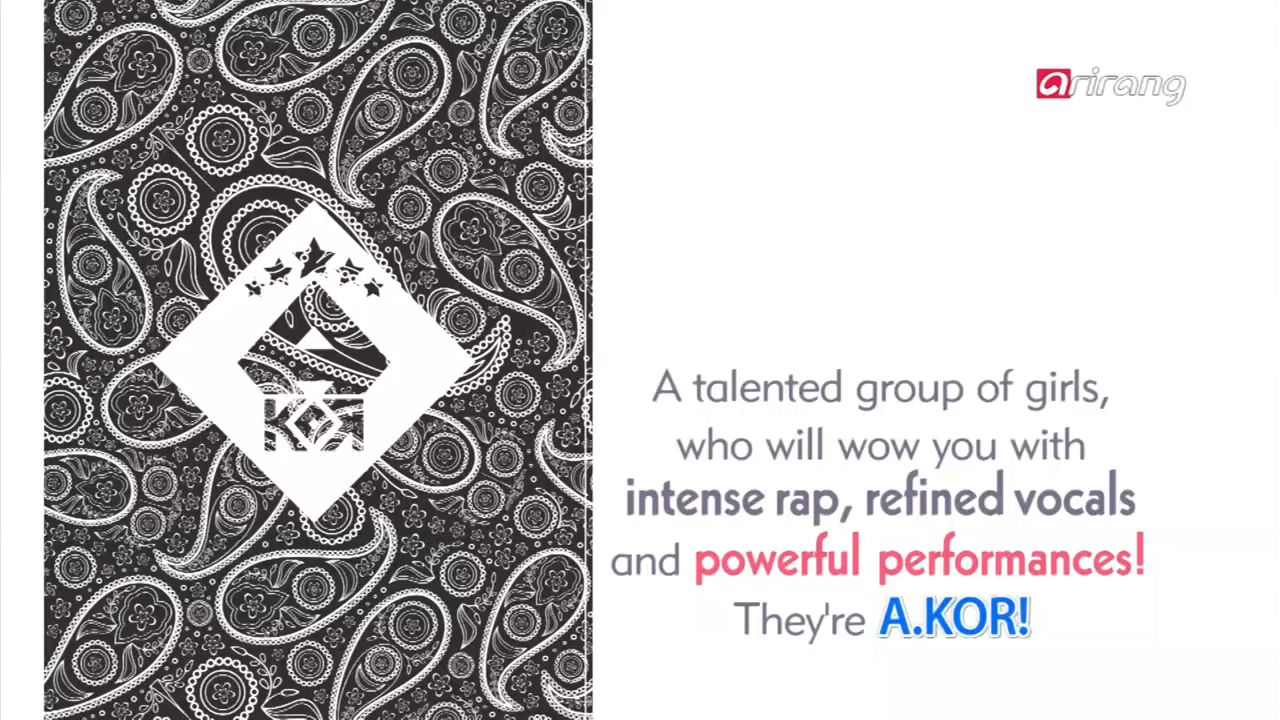 arirang
A talented group of girls,
who will wow you with
intense rap, refined vocals
and powerful performances!
They're A.KOR!
KOR